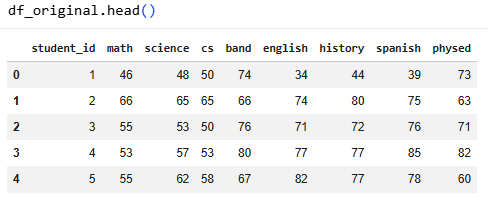 df_original.head()
student_id math science cs band english history spanish physed
0 1 46 48 50 74 34 44 39 73
1 2 66 65 65 66 74 80 75 63
2 3 55 53 50 76 71 72 76 71
3 4 53 57 53 80 77 77 85 82
4 5 55 62 58 67 82 77 78 60